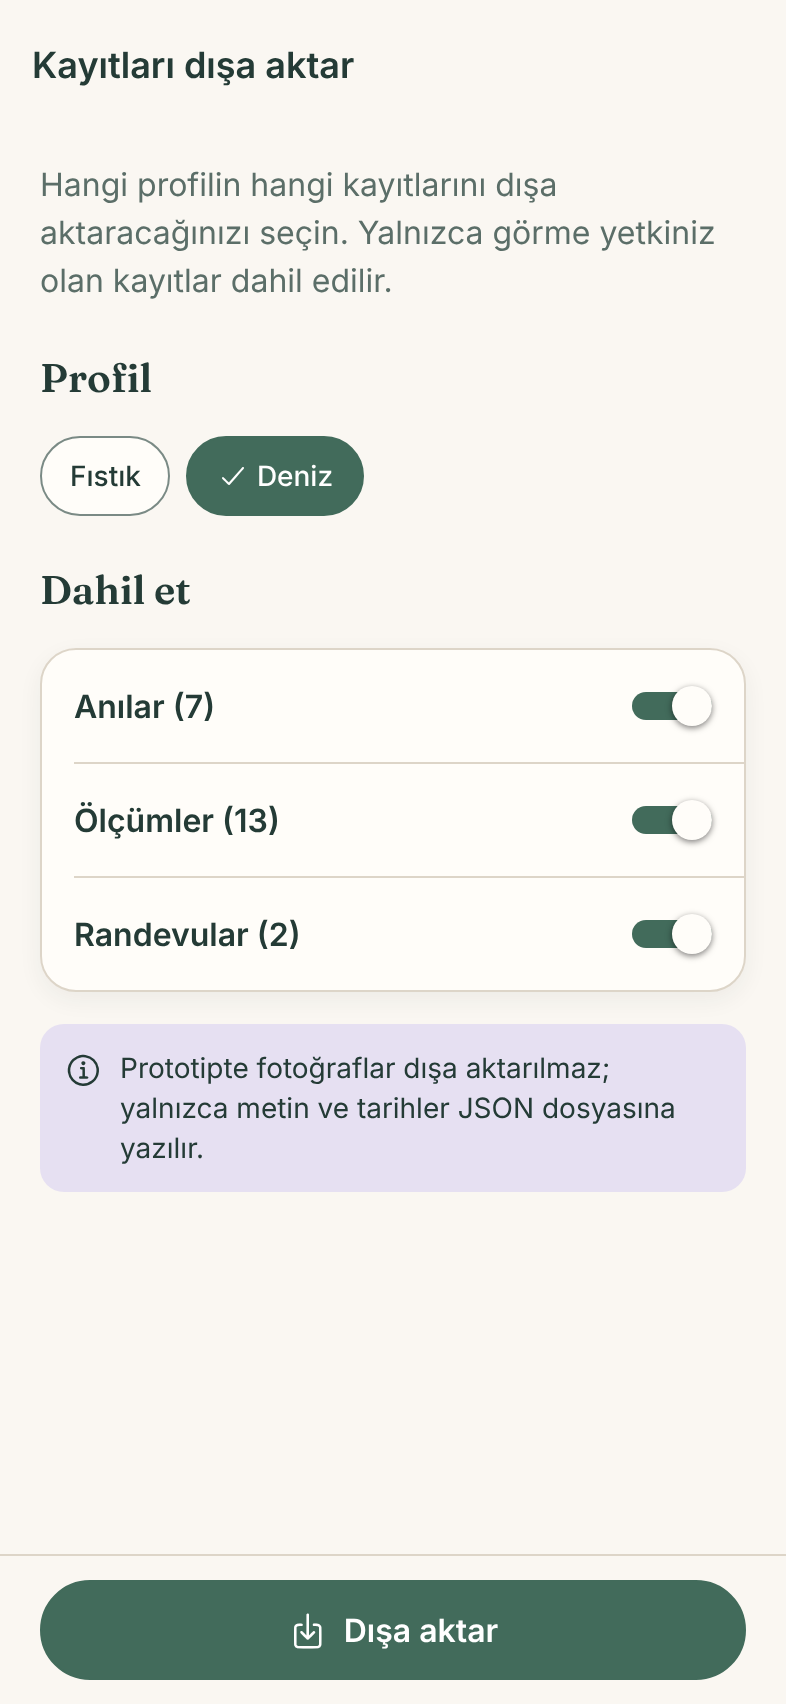 Kayıtları dışa aktar
Hangi profilin hangi kayıtlarını dışa
aktaracağınızı seçin. Yalnızca görme yetkiniz
olan kayıtlar dahil edilir.
Profil
Fıstık
Deniz
Dahil et
Anılar (7)
Ölçümler (13)
Randevular (2)
Prototipte fotoğraflar dışa aktarılmaz;
yalnızca metin ve tarihler JSON dosyasına
yazılır.
Dışa aktar